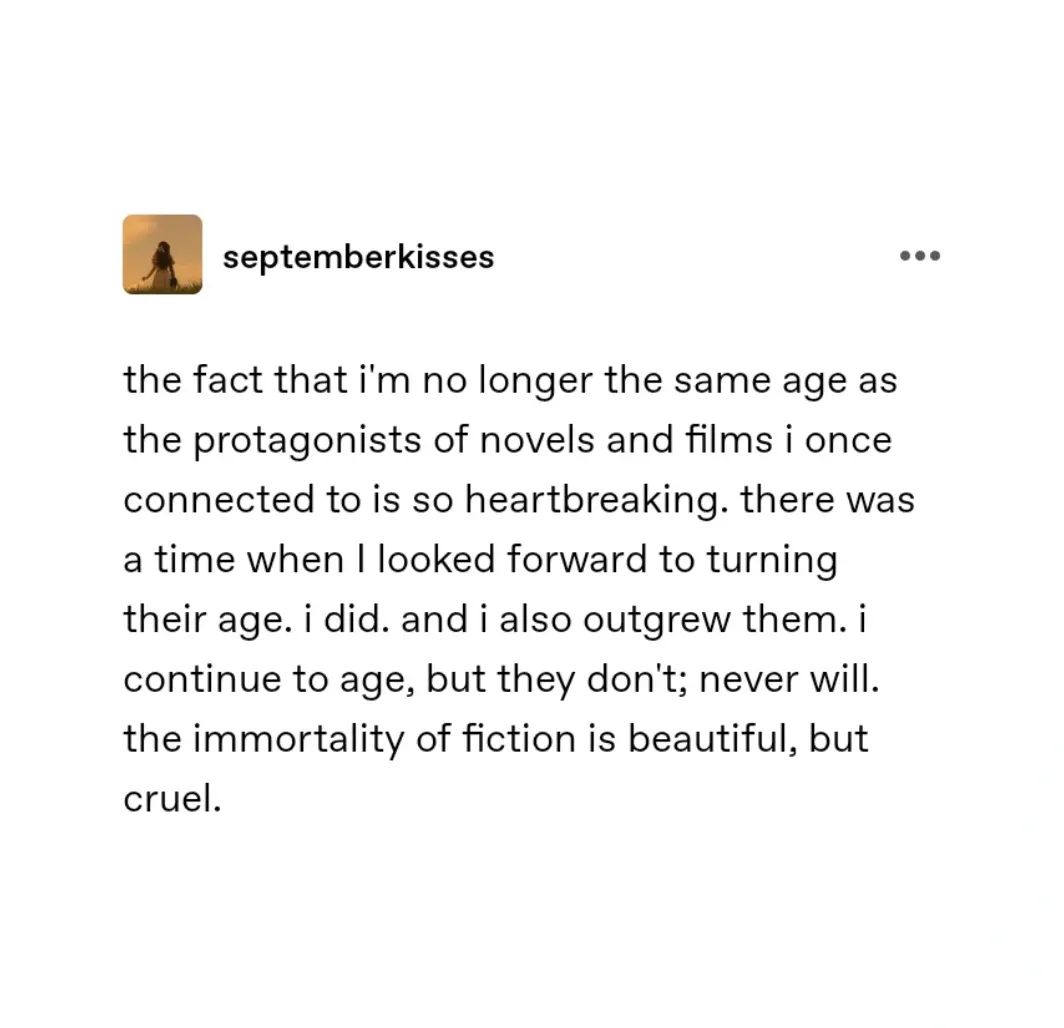 septemberkisses
the fact that i'm no longer the same age as
the protagonists of novels and films i once
connected to is so heartbreaking. there was
a time when I looked forward to turning
their age. i did. and i also outgrew them. i
continue to age, but they don't; never will.
the immortality of fiction is beautiful, but
cruel.